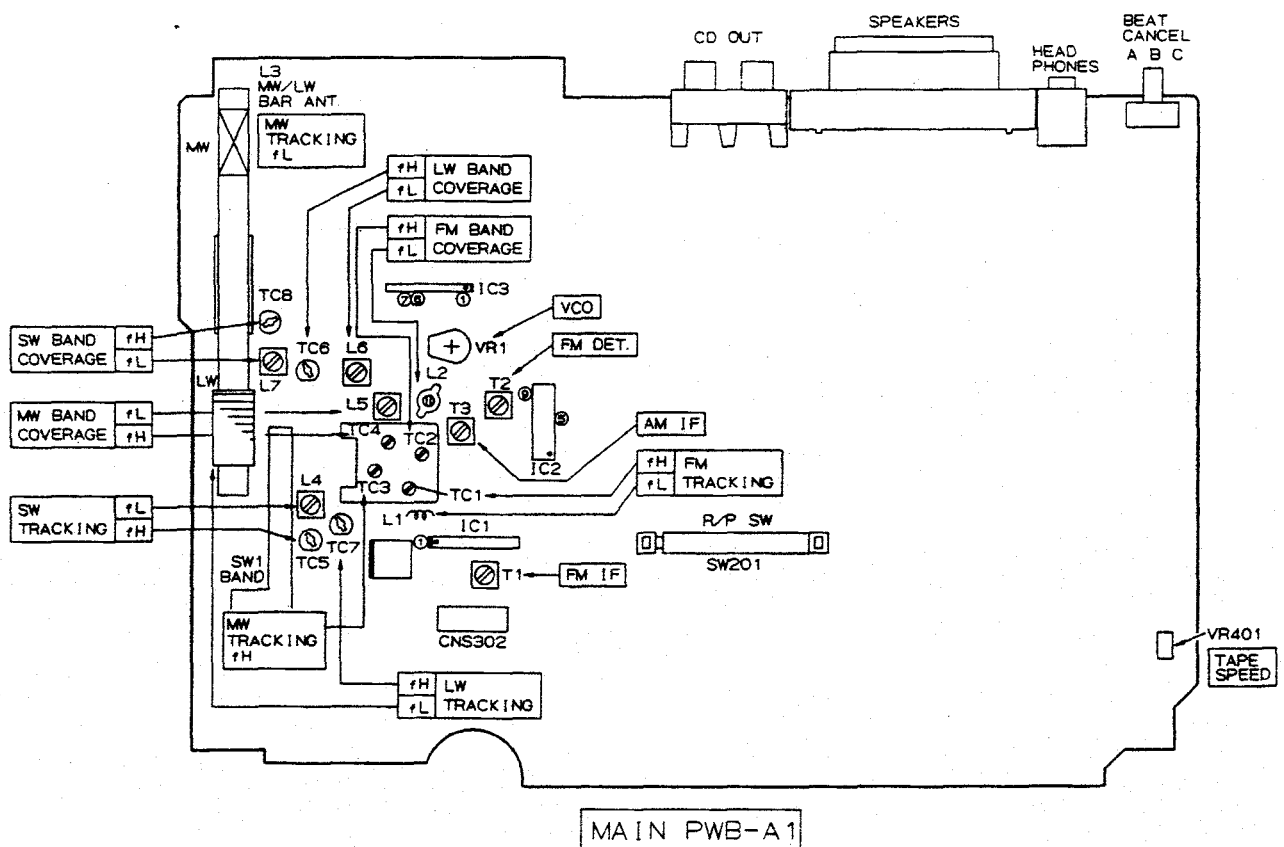 SPEAKERS
CD OUT
HEAD
PHONES
BEAT
CANCEL
A B C
L3
MW/LW
BAR ANT.
MW
MW
TRACKING
fL
fH LW BAND
fL COVERAGE
fH FM BAND
fL COVERAGE
IC3
7
1
TC8
VCO
VR1
SW BAND fH
COVERAGE fL
TC6
L6
FM DET.
L7
LW
L2
T2
L5
T3
9
MW BAND fL
COVERAGE fH
TC4
TC2
AM IF
IC2
fH FM
fL TRACKING
TC3
TC1
L4
SW fL
TRACKING fH
L1
IC1
1
R/P SW
SW201
TC7
TC5
SW1
BAND
T1
FM IF
MW
TRACKING
fH
CNS302
VR401
TAPE
SPEED
fH LW
fL TRACKING
MAIN PWB-A1